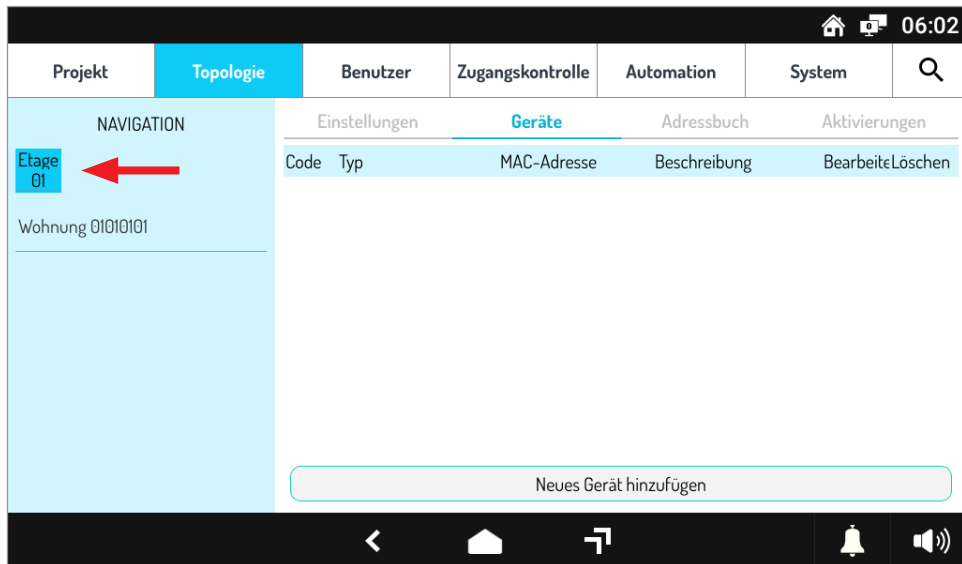 06:02
Projekt Topologie Benutzer Zugangskontrolle Automation System
NAVIGATION
Einstellungen Geräte Adressbuch Aktivierungen
Etage
01
Code Typ MAC-Adresse Beschreibung Bearbeite Löschen
Wohnung 01010101
Neues Gerät hinzufügen